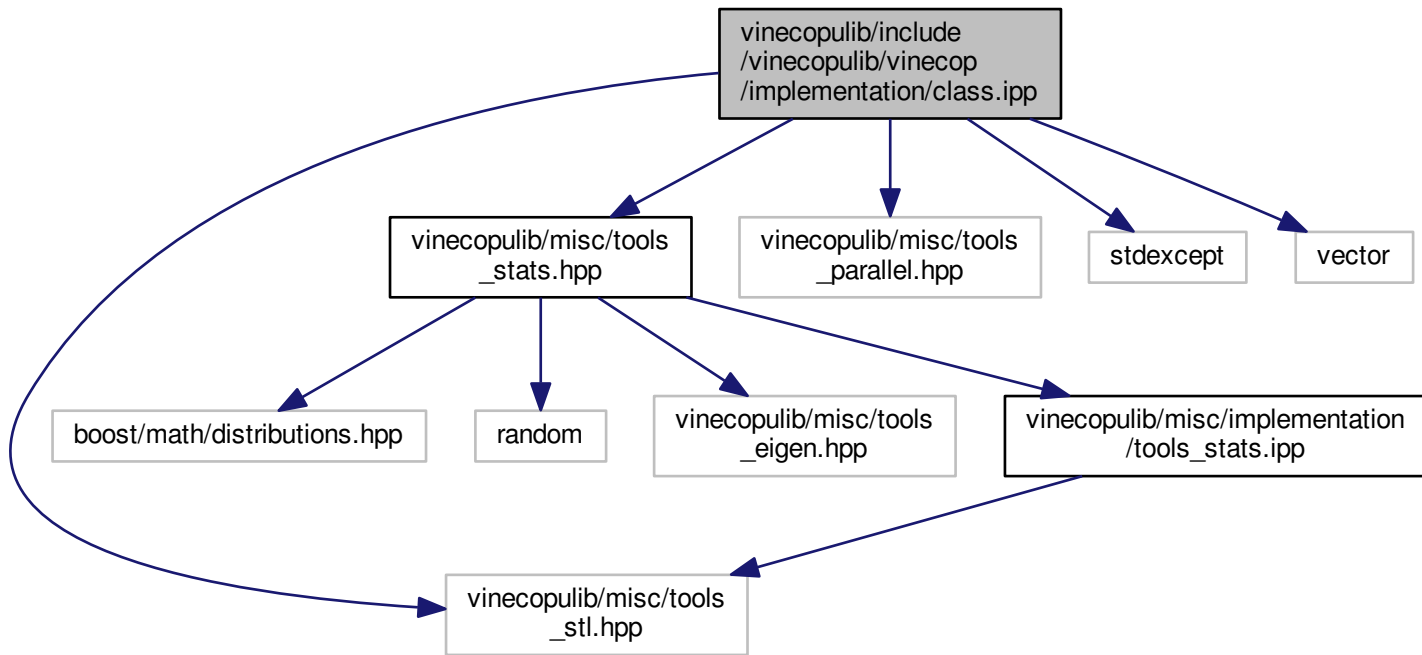 vinecopulib/include
/vinecopulib/vinecop
/implementation/class.ipp
vinecopulib/misc/tools
_stats.hpp
vinecopulib/misc/tools
_parallel.hpp
stdexcept
vector
boost/math/distributions.hpp
random
vinecopulib/misc/tools
_eigen.hpp
vinecopulib/misc/implementation
/tools_stats.ipp
vinecopulib/misc/tools
_stl.hpp